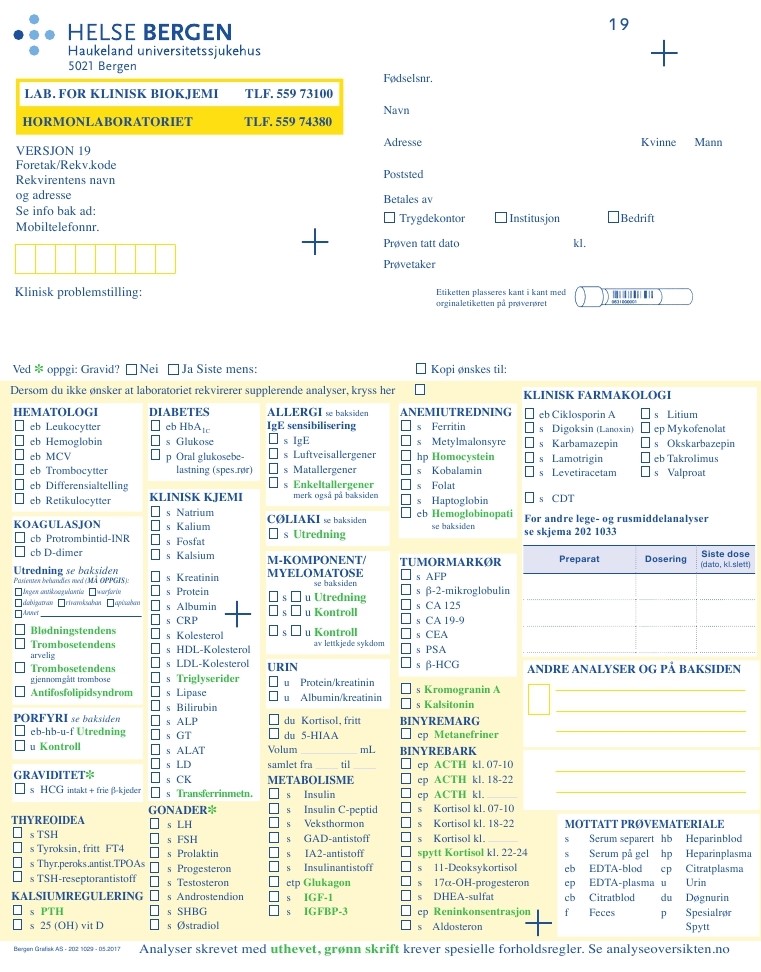 HELSE BERGEN
Haukeland universitetssjukehus
5021 Bergen
19
LAB. FOR KLINISK BIOKJEMI TLF. 559 73100
HORMONLABORATORIET TLF. 559 74380
VERSJON 19
Foretak/Rekv.kode
Rekvirentens navn
og adresse
Se info bak ad:
Mobiltelefonnr.
Klinisk problemstilling:
Fødselsnr.
Navn
Adresse Kvinne Mann
Poststed
Betales av
Trygdekontor Institusjon Bedrift
Prøven tatt dato kl.
Prøvetaker
Etiketten plasseres kant i kant med
orginaletiketten på prøverøret
Ved * oppgi: Gravid? Nei Ja Siste mens:
Kopi ønskes til:
Dersom du ikke ønsker at laboratoriet rekvirerer supplerende analyser, kryss her
HEMATOLOGI
eb Leukocytter
eb Hemoglobin
eb MCV
eb Trombocytter
eb Differensialtelling
eb Retikulocytter
KOAGULASJON
cb Protrombintid-INR
cb D-dimer
Utredning se baksiden
Pasienten behandles med (MÅ OPPGIS):
Ingen antikoagulantia warfarin
dabigatran rivaroksaban apixaban
Annet
Blødningstendens
Trombosetendens
arvelig
Trombosetendens
gjennomgått trombose
Antifosfolipidsyndrom
PORFYRI se baksiden
eb-hb-u-f Utredning
u Kontroll
GRAVIDITET*
s HCG intakt + frie β-kjeder
THYREOIDEA
s TSH
s Tyroksin, fritt FT4
s Thyr.peroks.antist.TPOAs
s TSH-reseptorantistoff
KALSIUMREGULERING
s PTH
s 25 (OH) vit D
DIABETES
eb HbA1C
s Glukose
p Oral glukosebe-
lastning (spes.rør)
KLINISK KJEMI
s Natrium
s Kalium
s Fosfat
s Kalsium
s Kreatinin
s Protein
s Albumin
s CRP
s Kolesterol
s HDL-Kolesterol
s LDL-Kolesterol
s Triglyserider
s Lipase
s Bilirubin
s ALP
s GT
s ALAT
s LD
s CK
s Transferrinmetn.
GONADER*
s LH
s FSH
s Prolaktin
s Progesteron
s Testosteron
s Androstendion
s SHBG
s Østradiol
ALLERGI se baksiden
IgE sensibilisering
s IgE
s Luftveisallergener
s Matallergener
s Enkeltallergener
merk også på baksiden
CØLIAKI se baksiden
s Utredning
M-KOMPONENT/
MYELOMATOSE
se baksiden
s u Utredning
s u Kontroll
s u Kontroll
av lettkjede sykdom
URIN
u Protein/kreatinin
u Albumin/kreatinin
du Kortisol, fritt
du 5-HIAA
Volum mL
samlet fra til
METABOLISME
s Insulin
s Insulin C-peptid
s Veksthormon
s GAD-antistoff
s IA2-antistoff
s Insulinantistoff
etp Glukagon
s IGF-1
s IGFBP-3
ANEMIUTREDNING
s Ferritin
s Metylmalonsyre
hp Homocystein
s Kobalamin
s Folat
s Haptoglobin
eb Hemoglobinopati
se baksiden
TUMORMARKØR
s AFP
s β-2-mikroglobulin
s CA 125
s CA 19-9
s CEA
s PSA
s β-HCG
s Kromogranin A
s Kalsitonin
BINYREMARG
ep Metanefriner
BINYREBARK
ep ACTH kl. 07-10
ep ACTH kl. 18-22
ep ACTH kl.
s Kortisol kl. 07-10
s Kortisol kl. 18-22
s Kortisol kl.
spytt Kortisol kl. 22-24
s 11-Deoksykortisol
s 17α-OH-progesteron
s DHEA-sulfat
ep Reninkonsentrasjon
s Aldosteron
KLINISK FARMAKOLOGI
eb Ciklosporin A s Litium
s Digoksin (Lanoxin) ep Mykofenolat
s Karbamazepin s Okskarbazepin
s Lamotrigin eb Takrolimus
s Levetiracetam s Valproat
s CDT
For andre lege- og rusmiddelanalyser
se skjema 202 1033
Preparat Dosering Siste dose
(dato, kl.slett)
ANDRE ANALYSER OG PÅ BAKSIDEN
MOTTATT PRØVEMATERIALE
s Serum separert hb Heparinblod
s Serum på gel hp Heparinplasma
eb EDTA-blod cp Citratplasma
ep EDTA-plasma u Urin
cb Citratblod du Døgnurin
f Feces p Spesialrør
Spytt
Bergen Grafisk AS - 202 1029 - 05.2017
Analyser skrevet med uthevet, grønn skrift krever spesielle forholdsregler. Se analyseoversikten.no